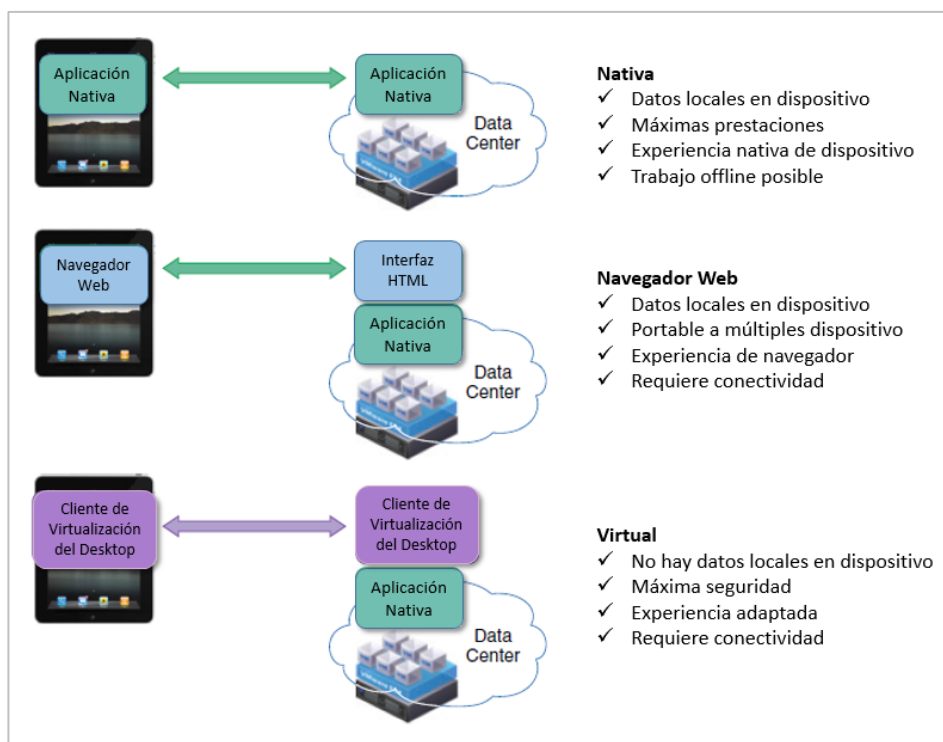 Aplicación
Nativa
Aplicación
Nativa
Data
Center
Nativa
✓ Datos locales en dispositivo
✓ Máximas prestaciones
✓ Experiencia nativa de dispositivo
✓ Trabajo offline posible
Navegador
Web
Interfaz
HTML
Aplicación
Nativa
Data
Center
Navegador Web
✓ Datos locales en dispositivo
✓ Portable a múltiples dispositivo
✓ Experiencia de navegador
✓ Requiere conectividad
Cliente de
Virtualización
del Desktop
Cliente de
Virtualización
del Desktop
Aplicación
Nativa
Data
Center
Virtual
✓ No hay datos locales en dispositivo
✓ Máxima seguridad
✓ Experiencia adaptada
✓ Requiere conectividad